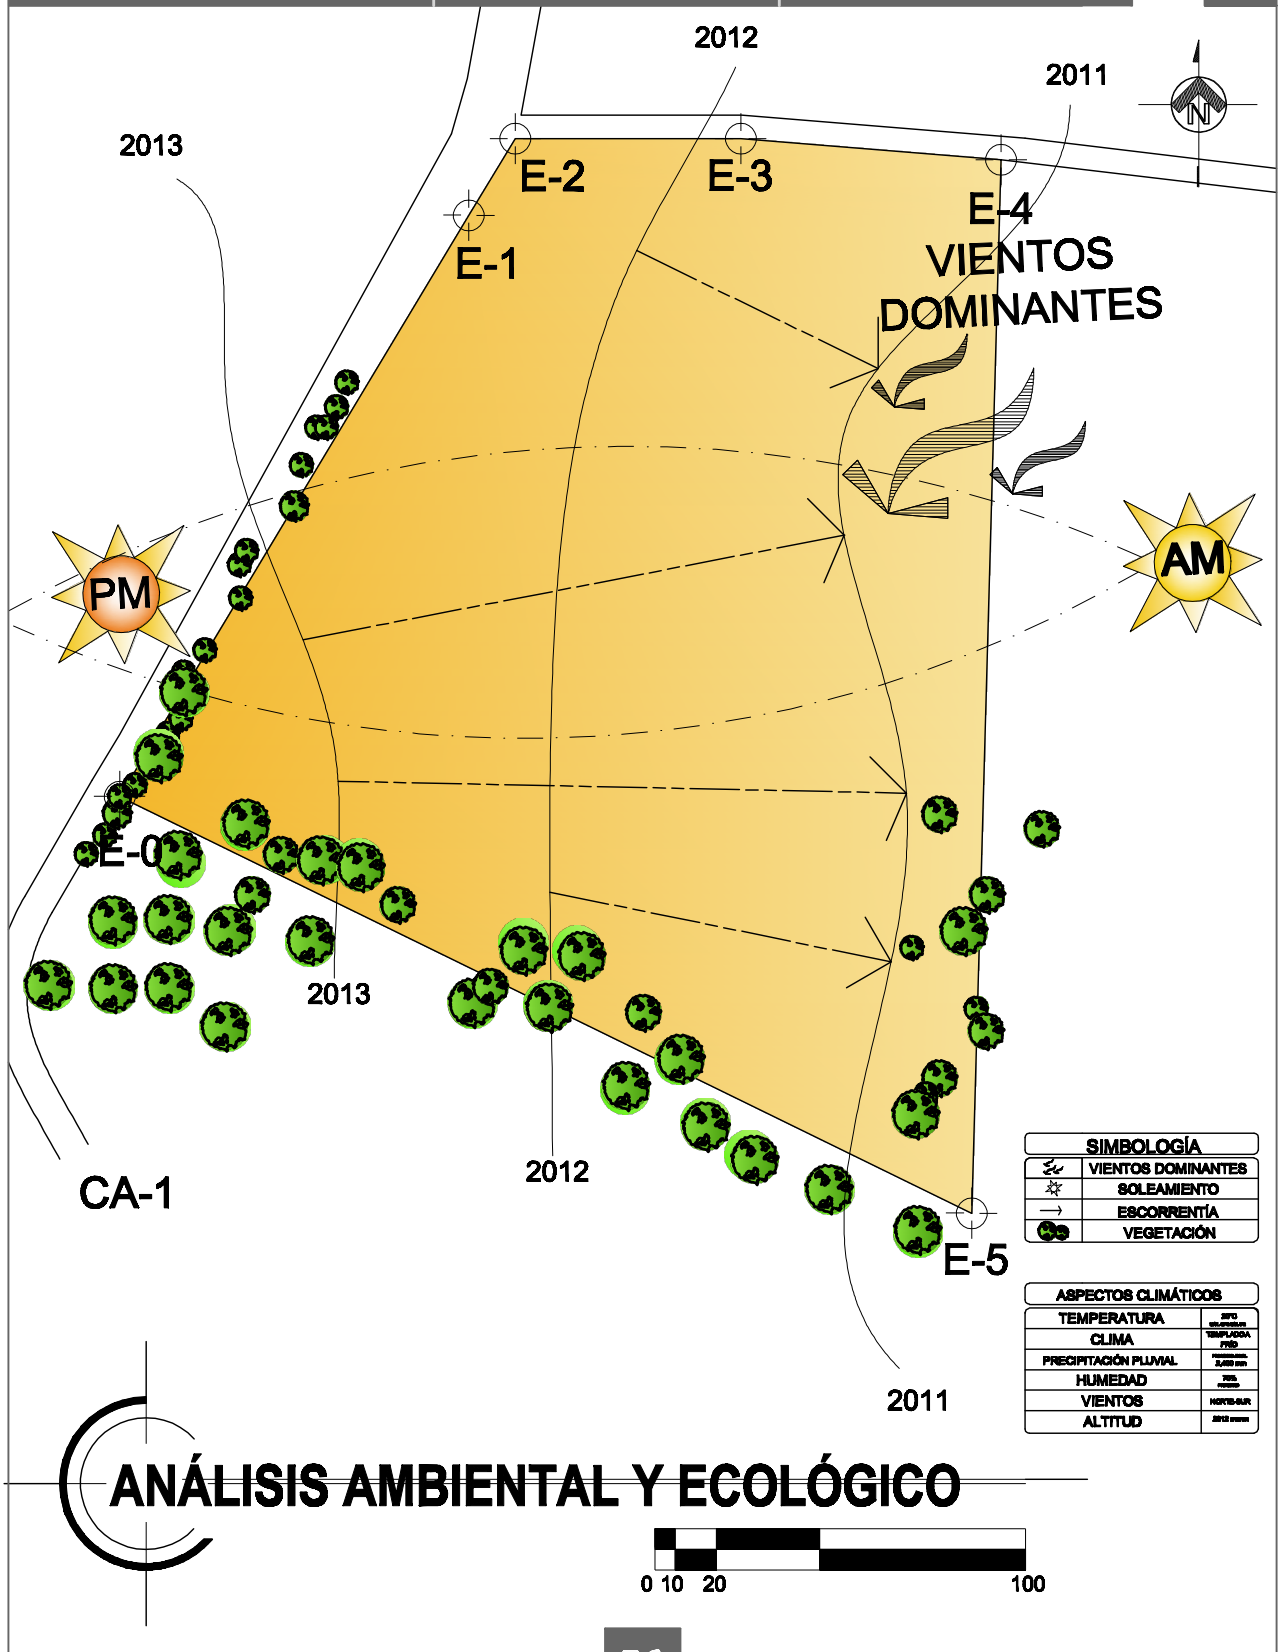 2012
2011
N
2013
E-2
E-3
E-4
E-1
VIENTOS
DOMINANTES
PM
AM
E-0
2013
2012
CA-1
E-5
SIMBOLOGÍA
VIENTOS DOMINANTES
SOLEAMIENTO
ESCORRENTÍA
VEGETACIÓN
ASPECTOS CLIMÁTICOS
TEMPERATURA
CLIMA
PRECIPITACIÓN PLUVIAL
HUMEDAD
VIENTOS NORTE-SUR
ALTITUD
2011
ANÁLISIS AMBIENTAL Y ECOLÓGICO
0 10 20 100